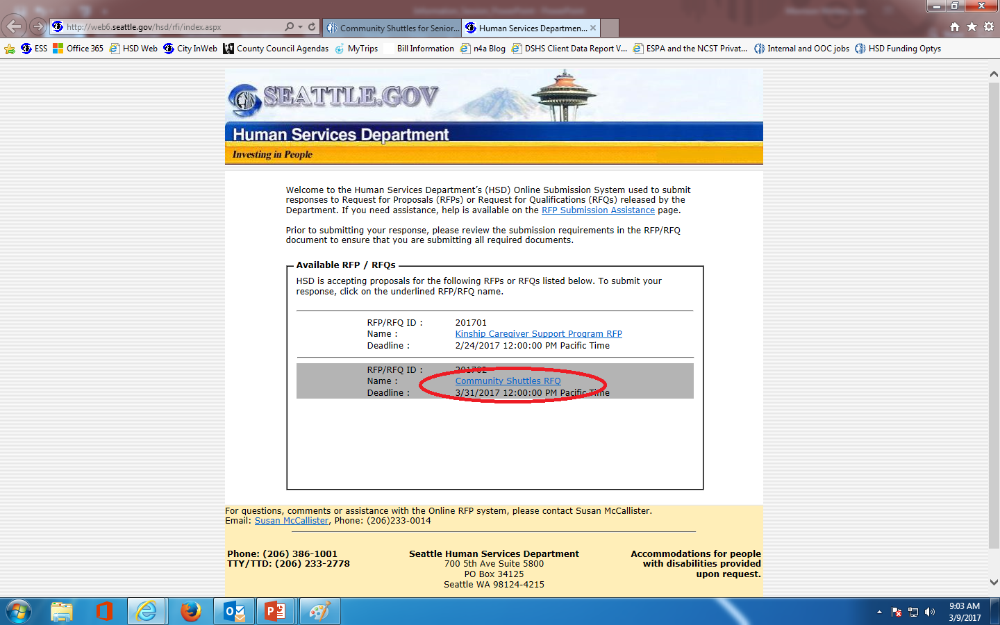 http://web6.seattle.gov/hsd/rfi/index.aspx
Community Shuttles for Senior...
Human Services Departmen...
ESS
Office 365
HSD Web
City InWeb
County Council Agendas
MyTrips
Bill Information
n4a Blog
DSHS Client Data Report V...
ESPA and the NCST Privat...
Internal and OOC jobs
HSD Funding Optys
SEATTLE.GOV
Human Services Department
Investing in People
Welcome to the Human Services Department's (HSD) Online Submission System used to submit
responses to Request for Proposals (RFPs) or Request for Qualifications (RFQs) released by the
Department. If you need assistance, help is available on the RFP Submission Assistance page.
Prior to submitting your response, please review the submission requirements in the RFP/RFQ
document to ensure that you are submitting all required documents.
Available RFP / RFQs
HSD is accepting proposals for the following RFPs or RFQs listed below. To submit your
response, click on the underlined RFP/RFQ name.
RFP/RFQ ID : 201701
Name : Kinship Caregiver Support Program RFP
Deadline : 2/24/2017 12:00:00 PM Pacific Time
RFP/RFQ ID : 201702
Name : Community Shuttles RFQ
Deadline : 3/31/2017 12:00:00 PM Pacific Time
For questions, comments or assistance with the Online RFP system, please contact Susan McCallister.
Email: Susan McCallister, Phone: (206)233-0014
Phone: (206) 386-1001
TTY/TTD: (206) 233-2778
Seattle Human Services Department
700 5th Ave Suite 5800
PO Box 34125
Seattle WA 98124-4215
Accommodations for people
with disabilities provided
upon request.
9:03 AM
3/9/2017